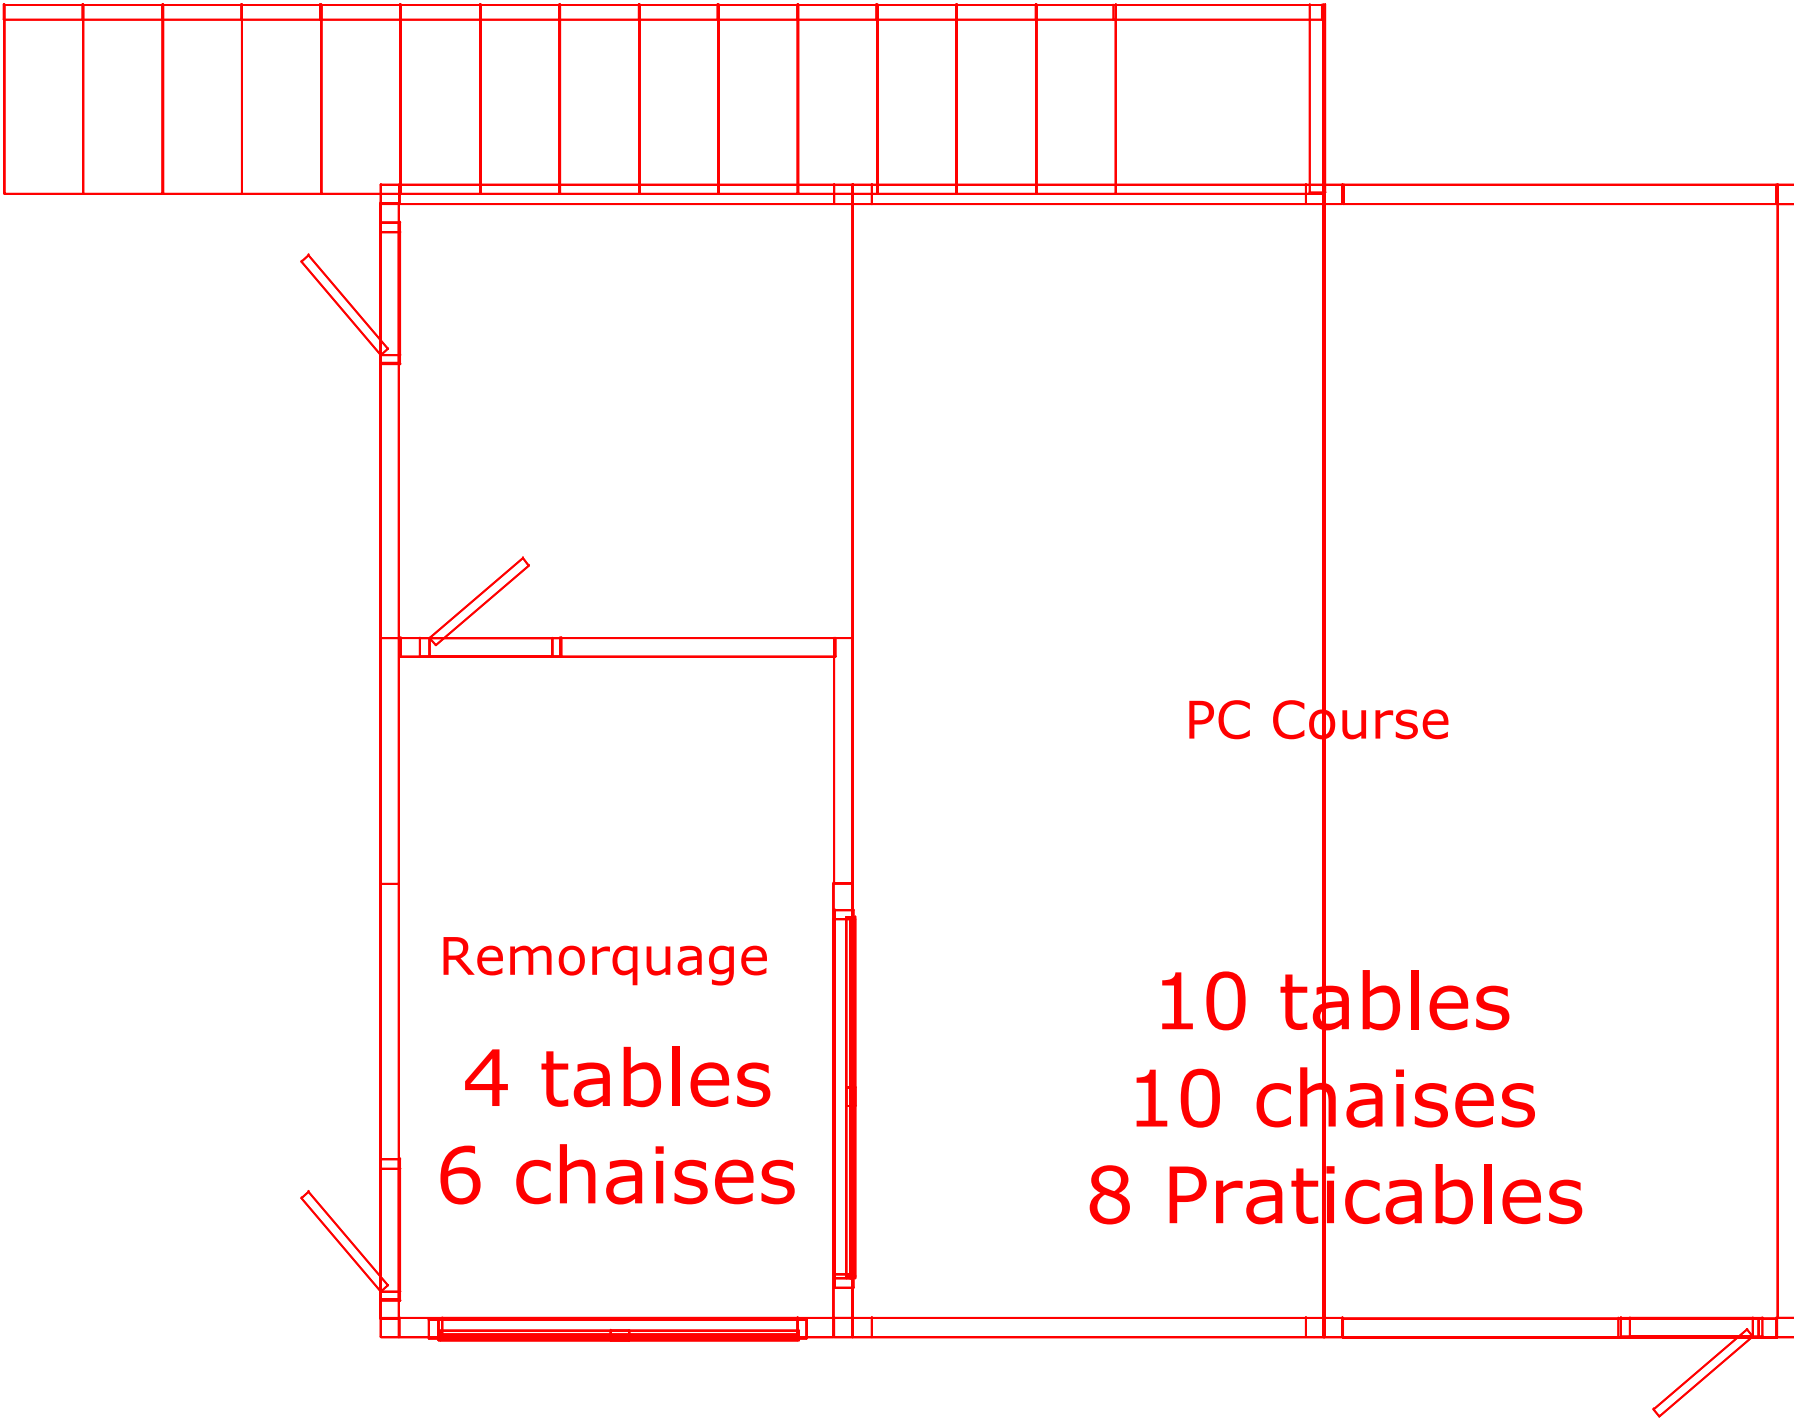 PC Course
Remorquage
4 tables
6 chaises
10 tables
10 chaises
8 Praticables